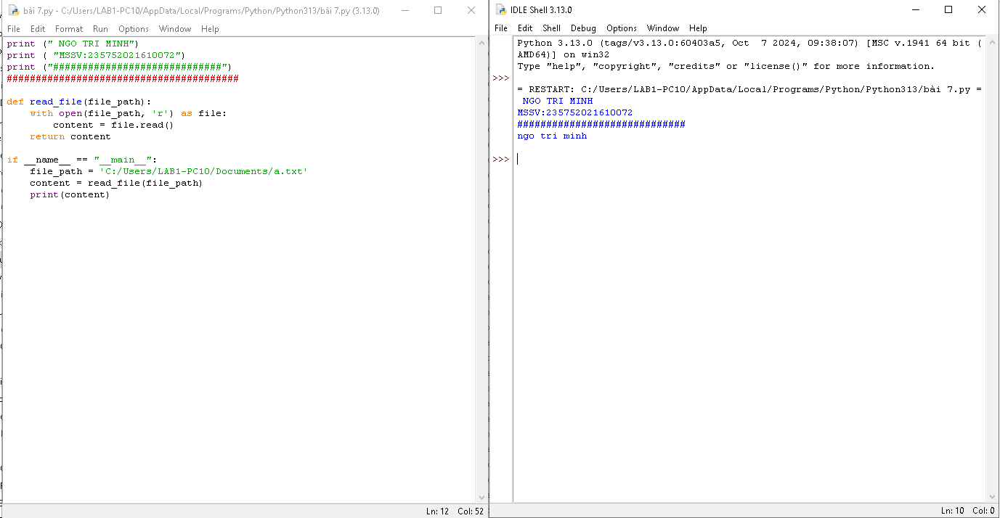 bài 7.py - C:/Users/LAB1-PC10/AppData/Local/Programs/Python/Python313/bài 7.py (3.13.0)
File Edit Format Run Options Window Help
print (" NGO TRI MINH")
print ( "MSSV:235752021610072")
print ("#############################")
########################################
def read_file(file_path):
    with open(file_path, 'r') as file:
        content = file.read()
    return content
if __name__ == "__main__":
    file_path = 'C:/Users/LAB1-PC10/Documents/a.txt'
    content = read_file(file_path)
    print(content)
Ln: 12 Col: 52
IDLE Shell 3.13.0
File Edit Shell Debug Options Window Help
Python 3.13.0 (tags/v3.13.0:60403a5, Oct  7 2024, 09:38:07) [MSC v.1941 64 bit (
AMD64)] on win32
Type "help", "copyright", "credits" or "license()" for more information.
>>>
= RESTART: C:/Users/LAB1-PC10/AppData/Local/Programs/Python/Python313/bài 7.py =
 NGO TRI MINH
MSSV:235752021610072
#############################
ngo tri minh
>>>
Ln: 10 Col: 0